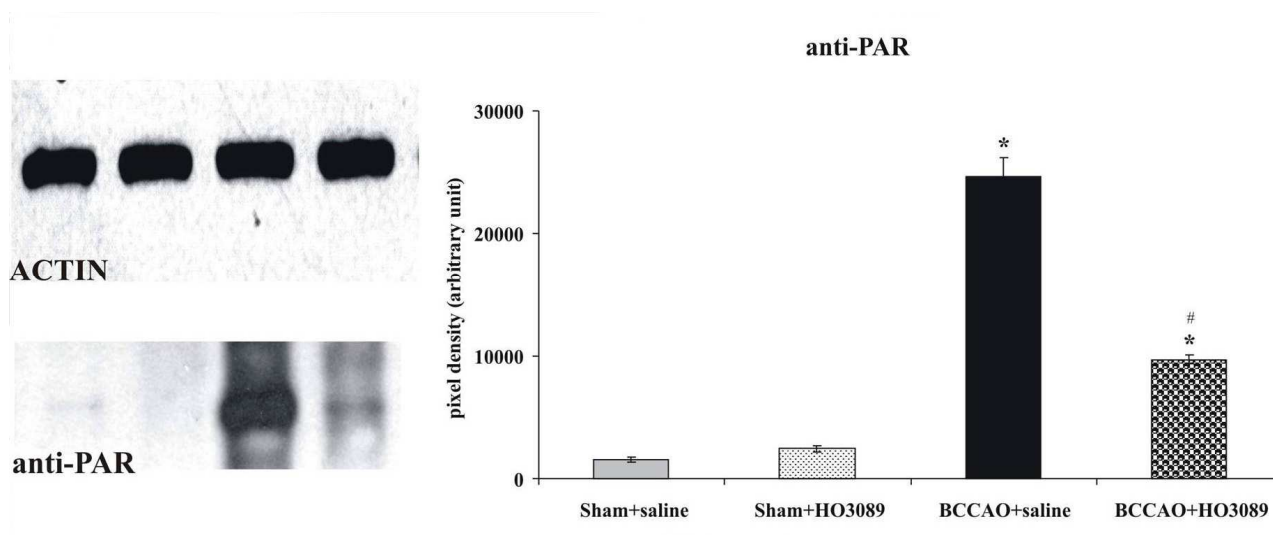 ACTIN
anti-PAR
anti-PAR
pixel density (arbitrary unit)
30000
20000
10000
0
*
#
*
Sham+saline
Sham+HO3089
BCCAO+saline
BCCAO+HO3089